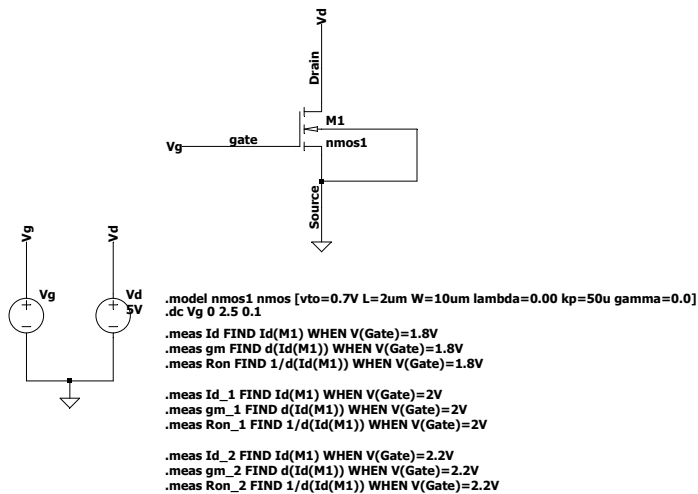 Vd
Drain
M1
nmos1
gate
Vg
Source
Vg
Vd
Vg
Vd
5V
.model nmos1 nmos [vto=0.7V L=2um W=10um lambda=0.00 kp=50u gamma=0.0]
.dc Vg 0 2.5 0.1
.meas Id FIND Id(M1) WHEN V(Gate)=1.8V
.meas gm FIND d(Id(M1)) WHEN V(Gate)=1.8V
.meas Ron FIND 1/d(Id(M1)) WHEN V(Gate)=1.8V
.meas Id_1 FIND Id(M1) WHEN V(Gate)=2V
.meas gm_1 FIND d(Id(M1)) WHEN V(Gate)=2V
.meas Ron_1 FIND 1/d(Id(M1)) WHEN V(Gate)=2V
.meas Id_2 FIND Id(M1) WHEN V(Gate)=2.2V
.meas gm_2 FIND d(Id(M1)) WHEN V(Gate)=2.2V
.meas Ron_2 FIND 1/d(Id(M1)) WHEN V(Gate)=2.2V